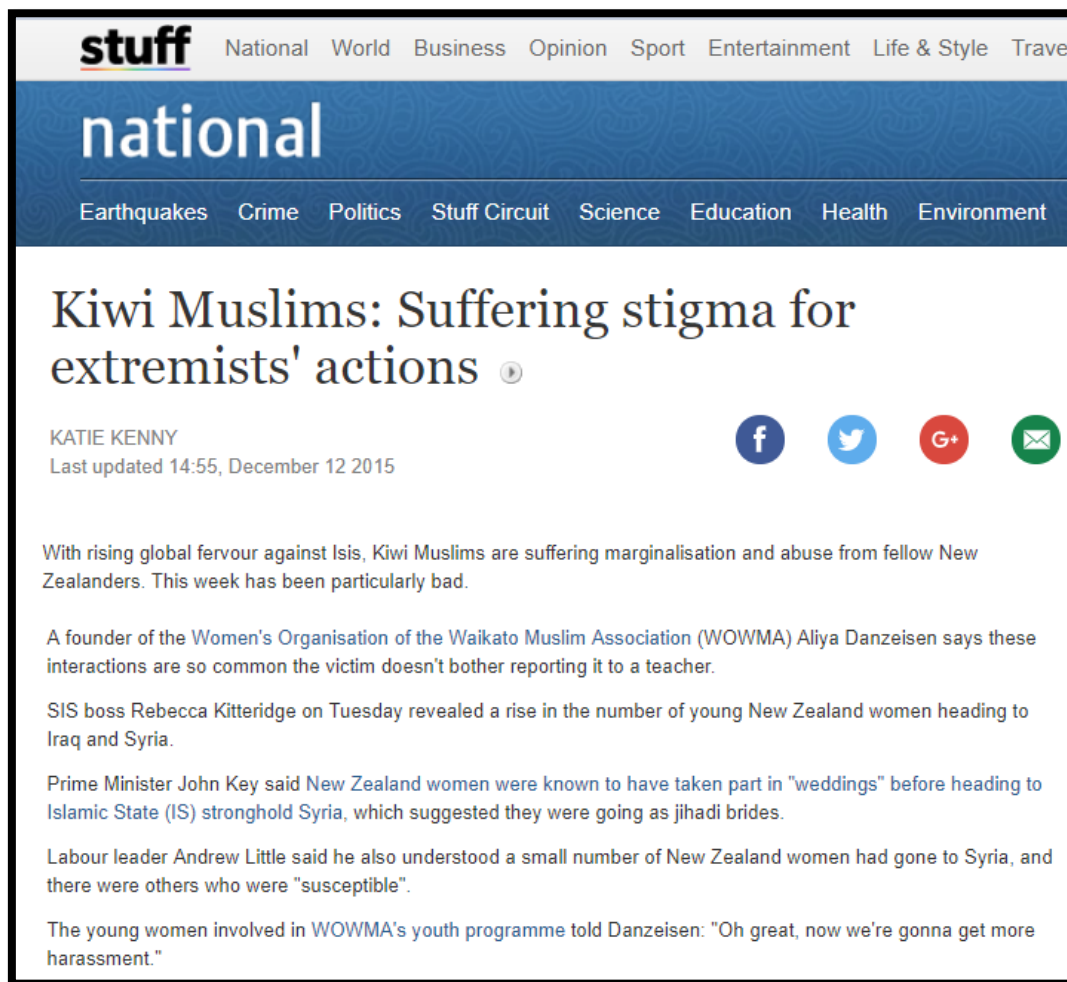 stuff National World Business Opinion Sport Entertainment Life & Style Trave
national
Earthquakes Crime Politics Stuff Circuit Science Education Health Environment
Kiwi Muslims: Suffering stigma for
extremists' actions
KATIE KENNY
Last updated 14:55, December 12 2015
f G+
With rising global fervour against Isis, Kiwi Muslims are suffering marginalisation and abuse from fellow New
Zealanders. This week has been particularly bad.
A founder of the Women's Organisation of the Waikato Muslim Association (WOWMA) Aliya Danzeisen says these
interactions are so common the victim doesn't bother reporting it to a teacher.
SIS boss Rebecca Kitteridge on Tuesday revealed a rise in the number of young New Zealand women heading to
Iraq and Syria.
Prime Minister John Key said New Zealand women were known to have taken part in "weddings" before heading to
Islamic State (IS) stronghold Syria, which suggested they were going as jihadi brides.
Labour leader Andrew Little said he also understood a small number of New Zealand women had gone to Syria, and
there were others who were "susceptible".
The young women involved in WOWMA's youth programme told Danzeisen: "Oh great, now we're gonna get more
harassment."